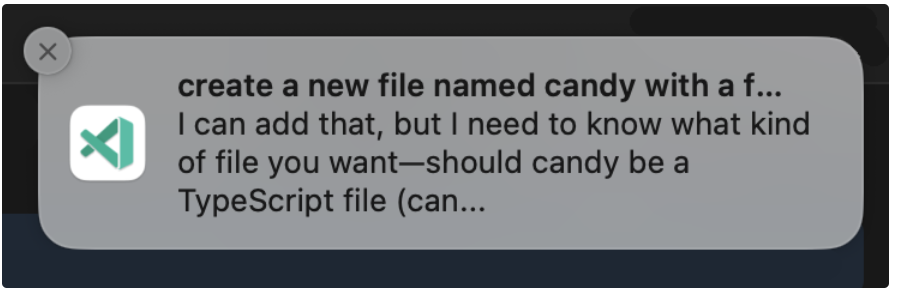 create a new file named candy with a f...
I can add that, but I need to know what kind
of file you want—should candy be a
TypeScript file (can...